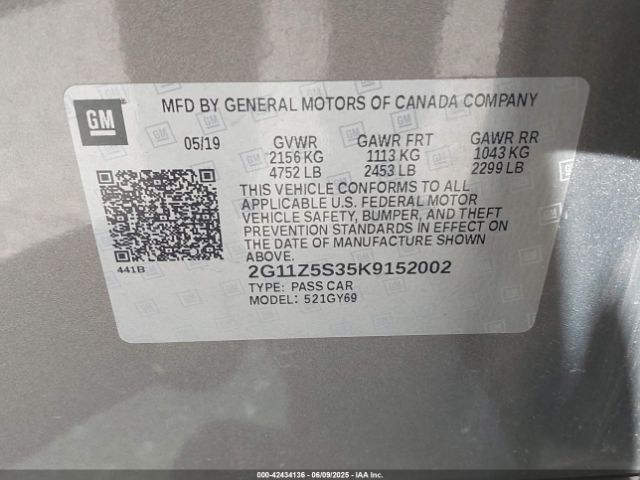 GM
MFD BY GENERAL MOTORS OF CANADA COMPANY
05/19 GVWR GAWR FRT GAWR RR
2156 KG 1113 KG 1043 KG
4752 LB 2453 LB 2299 LB
THIS VEHICLE CONFORMS TO ALL
APPLICABLE U.S. FEDERAL MOTOR
VEHICLE SAFETY, BUMPER, AND THEFT
PREVENTION STANDARDS IN EFFECT ON THE
DATE OF MANUFACTURE SHOWN
ABOVE.
441B
2G11Z5S35K9152002
TYPE: PASS CAR
MODEL: 521GY69
© IAA-42434136 06/09/2025 IAAI.COM